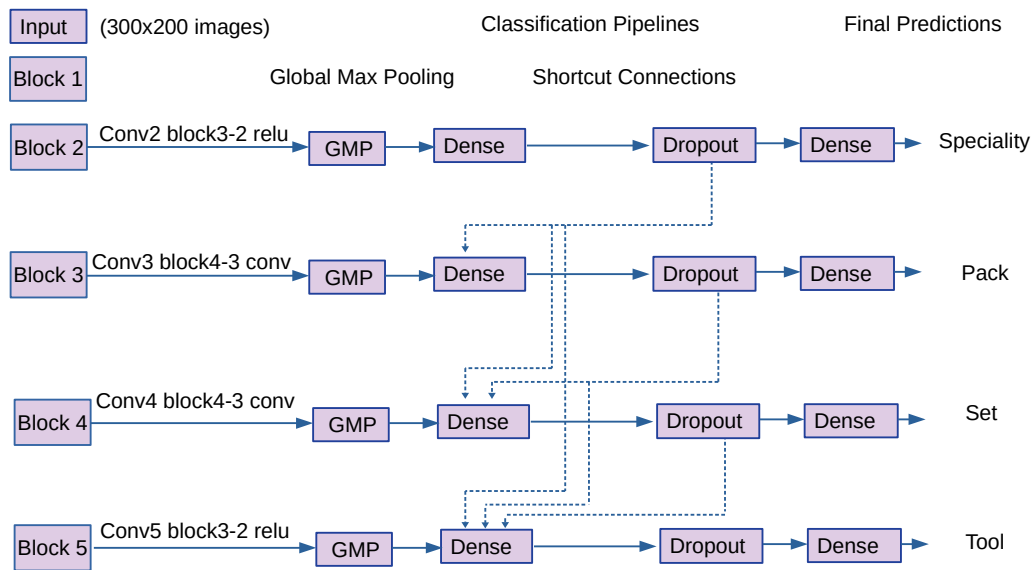 Input (300x200 images) Classification Pipelines Final Predictions
Block 1 Global Max Pooling Shortcut Connections
Conv2 block3-2 relu
Block 2 GMP Dense Dropout Dense Speciality
Conv3 block4-3 conv
Block 3 GMP Dense Dropout Dense Pack
Conv4 block4-3 conv
Block 4 GMP Dense Dropout Dense Set
Conv5 block3-2 relu
Block 5 GMP Dense Dropout Dense Tool